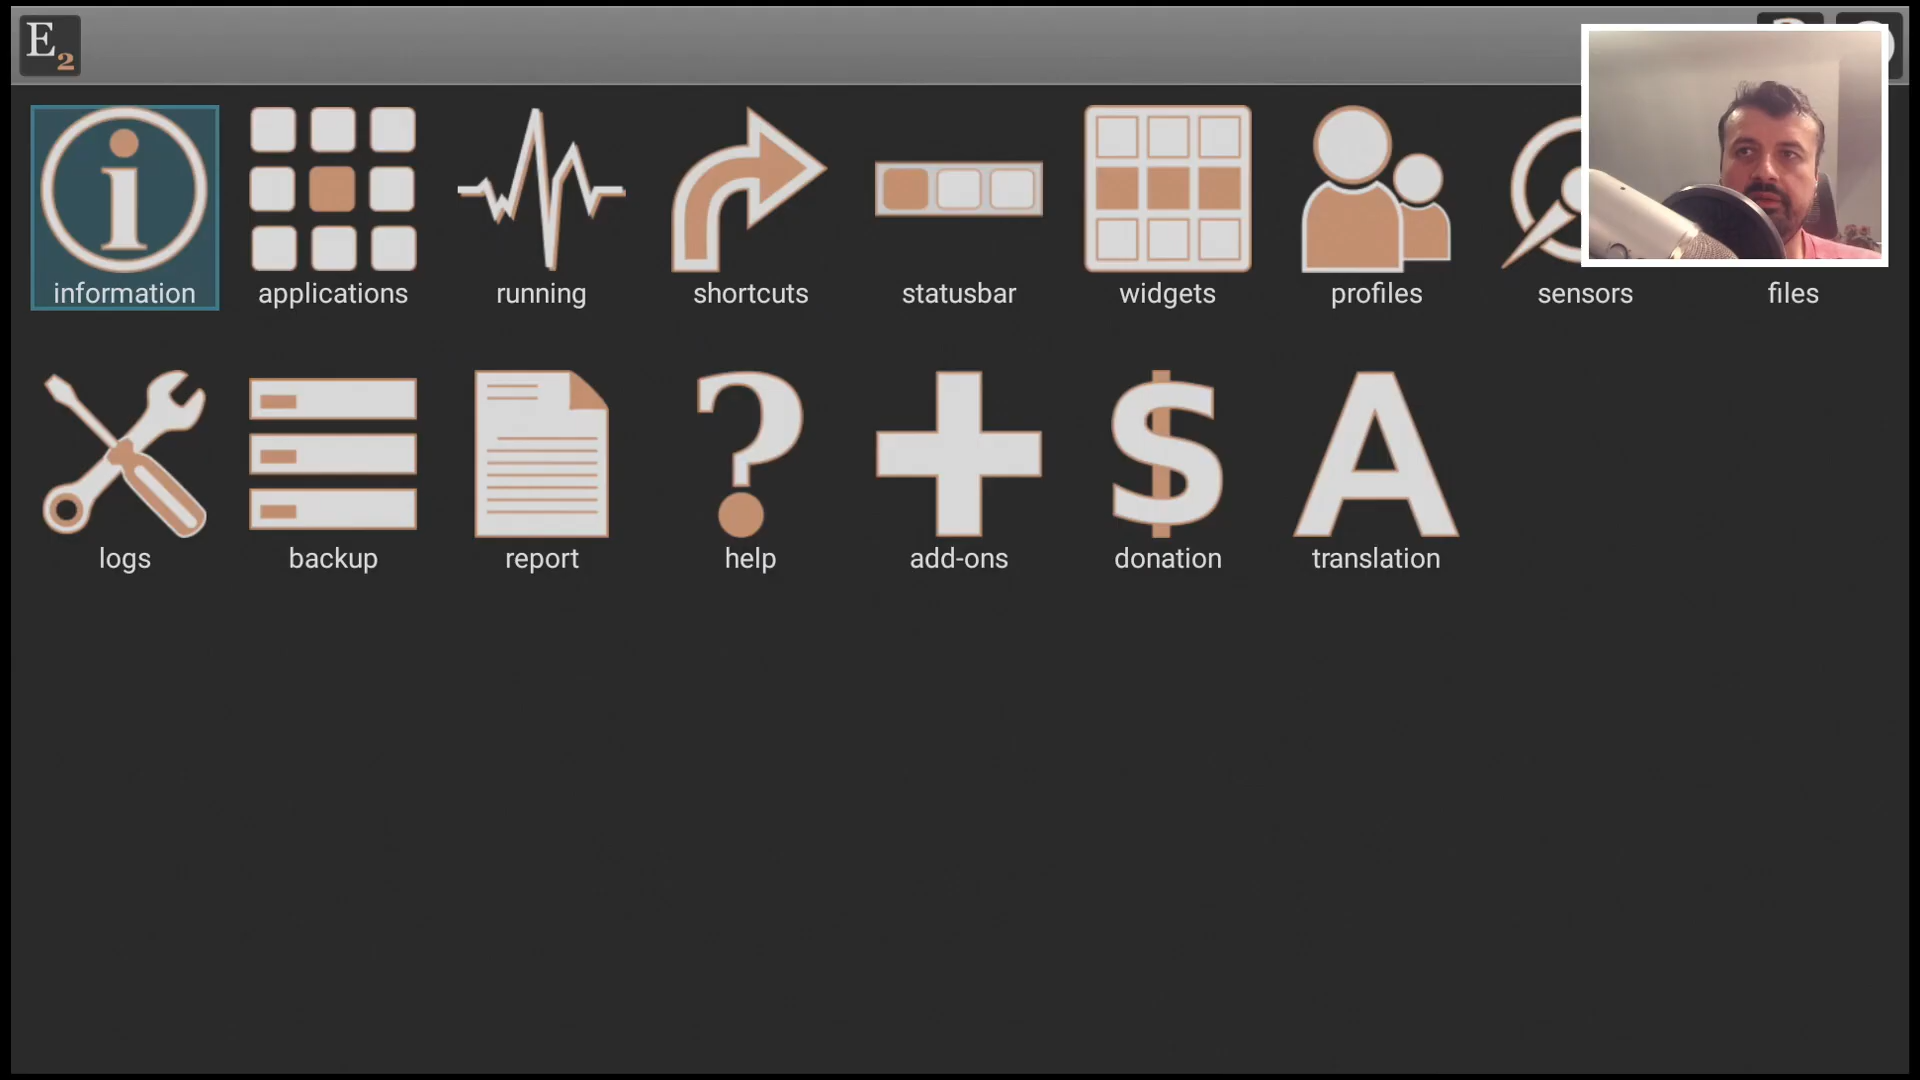 E2
information applications running shortcuts statusbar widgets profiles sensors files
logs backup report help add-ons donation translation